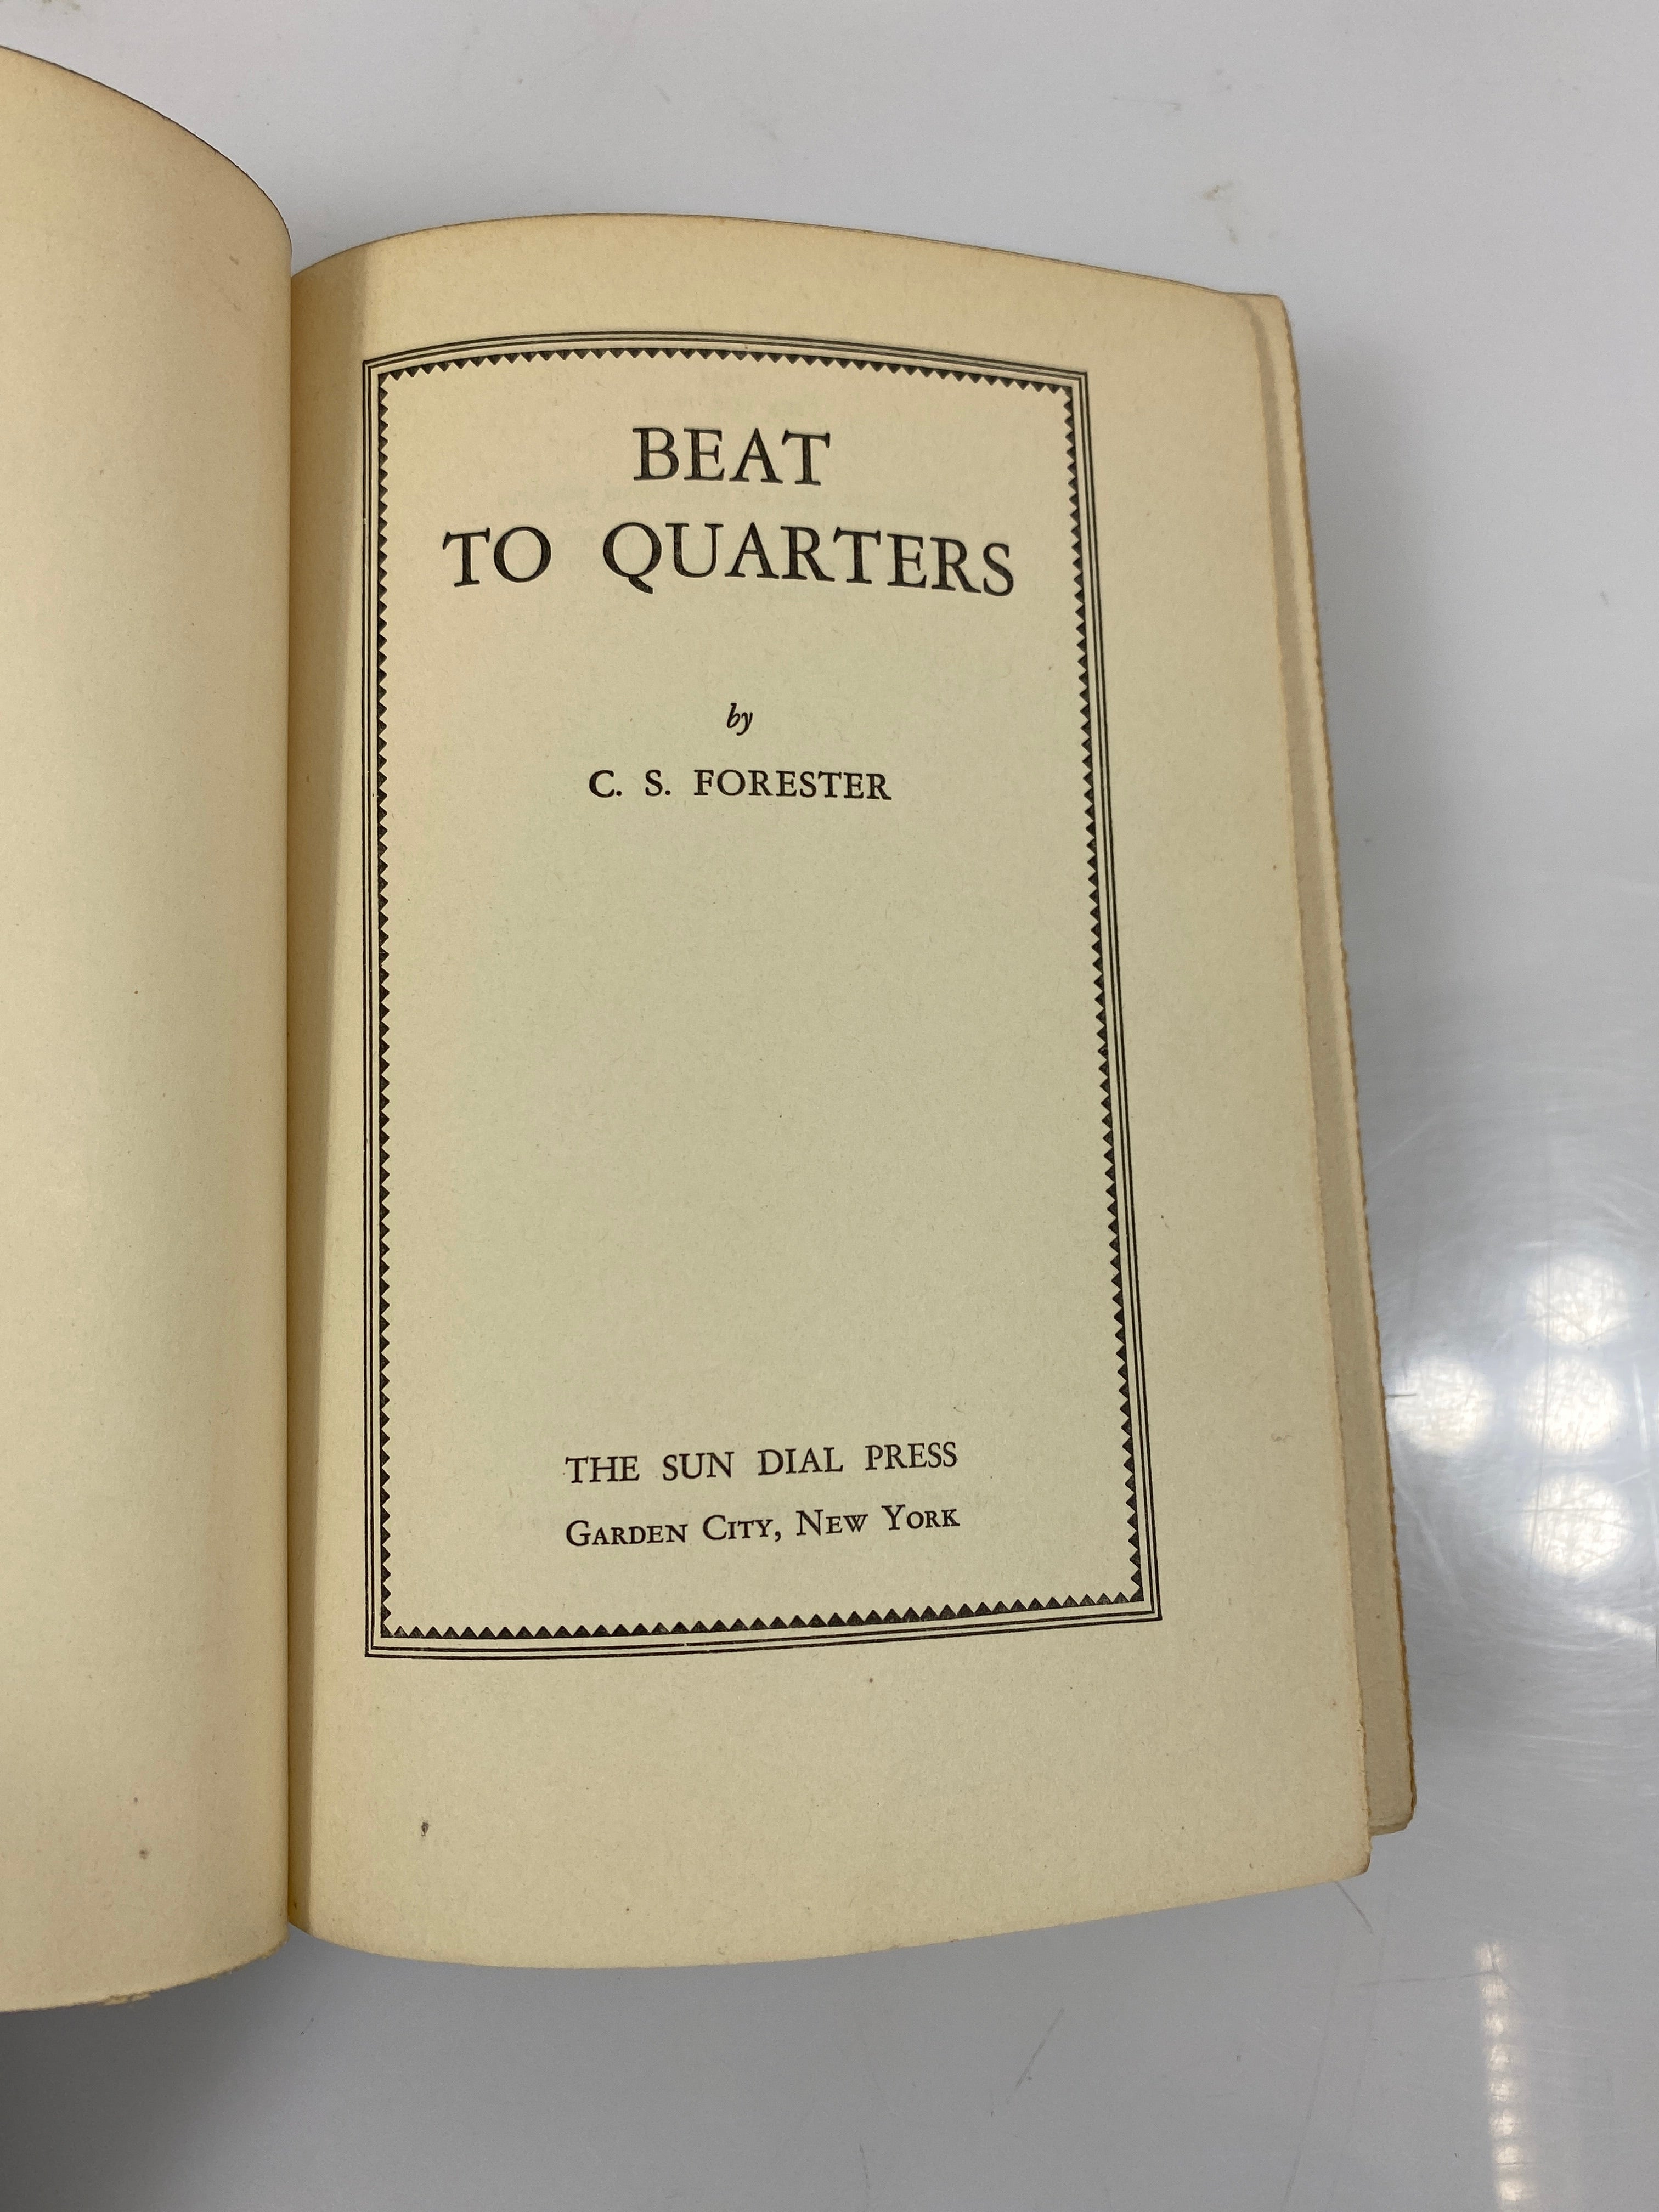 BEAT
TO QUARTERS
by
C. S. FORESTER
THE SUN DIAL PRESS
GARDEN CITY, NEW YORK